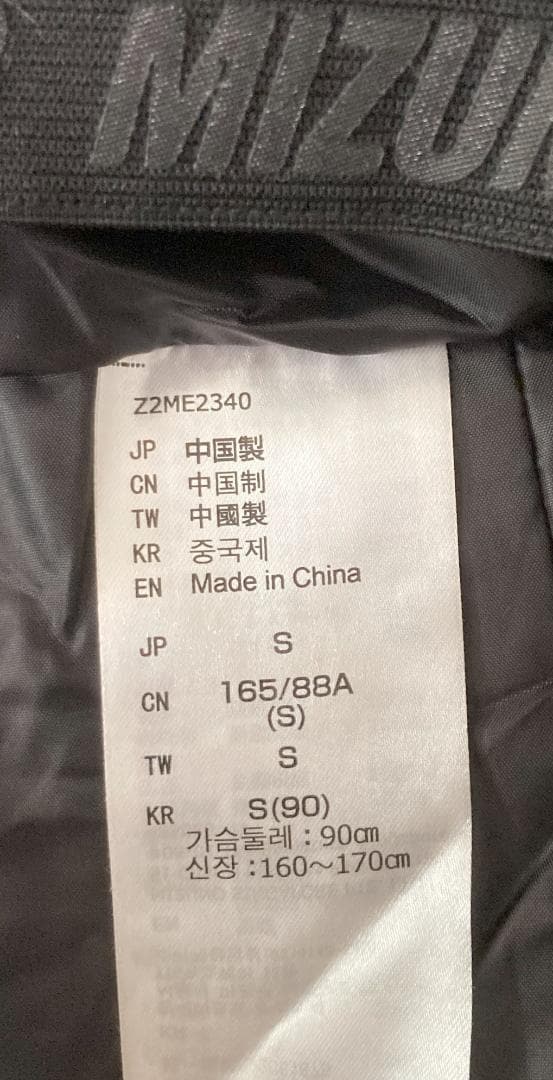 MIZU
Z2ME2340
JP 中国製
CN 中国制
TW 中國製
KR 중국제
EN Made in China
JP S
CN 165/88A
(S)
TW S
KR S(90)
가슴둘레 : 90㎝
신장 :160～170㎝